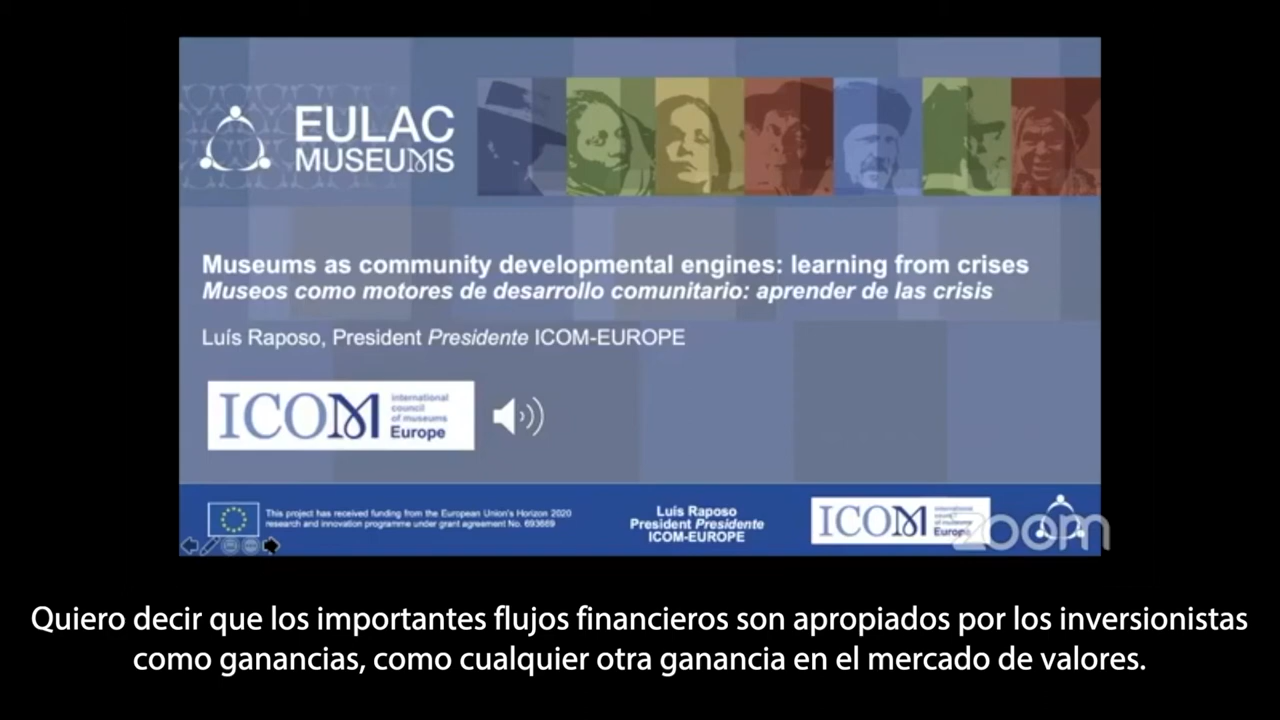 EULAC
MUSEUMS
Museums as community developmental engines: learning from crises
Museos como motores de desarrollo comunitario: aprender de las crisis
Luís Raposo, President Presidente ICOM-EUROPE
ICOM
international
council
of museums
Europe
This project has received funding from the European Union's Horizon 2020
research and innovation programme under grant agreement No. 693669
Luís Raposo
President Presidente
ICOM-EUROPE
ICOM
international
Europe
zoom
Quiero decir que los importantes flujos financieros son apropiados por los inversionistas
como ganancias, como cualquier otra ganancia en el mercado de valores.